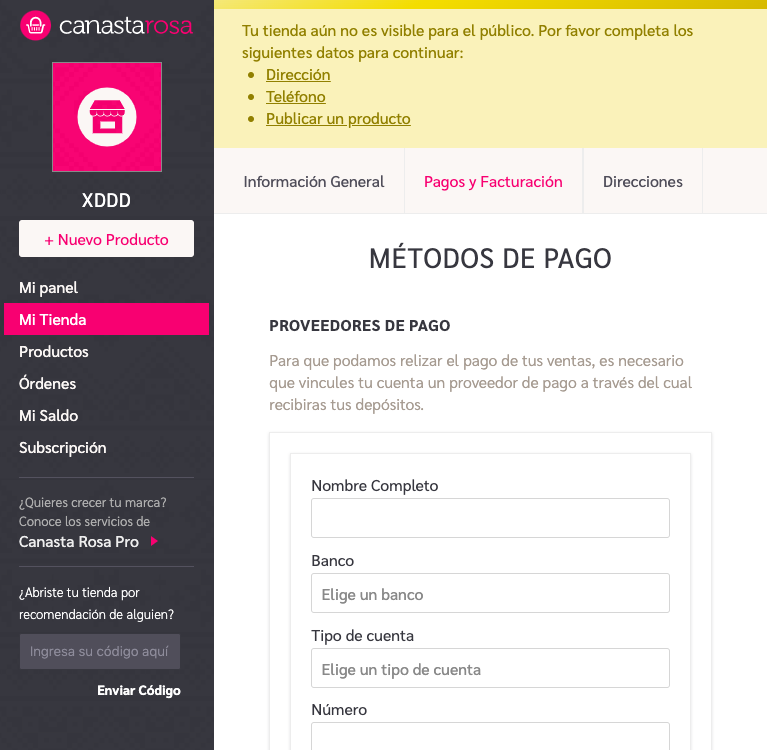 canastarosa
XDDD
+ Nuevo Producto
Mi panel
Mi Tienda
Productos
Órdenes
Mi Saldo
Subscripción
¿Quieres crecer tu marca?
Conoce los servicios de
Canasta Rosa Pro
¿Abriste tu tienda por
recomendación de alguien?
Ingresa su código aquí
Enviar Código
Tu tienda aún no es visible para el público. Por favor completa los
siguientes datos para continuar:
Dirección
Teléfono
Publicar un producto
Información General
Pagos y Facturación
Direcciones
MÉTODOS DE PAGO
PROVEEDORES DE PAGO
Para que podamos relizar el pago de tus ventas, es necesario
que vincules tu cuenta un proveedor de pago a través del cual
recibiras tus depósitos.
Nombre Completo
Banco
Elige un banco
Tipo de cuenta
Elige un tipo de cuenta
Número